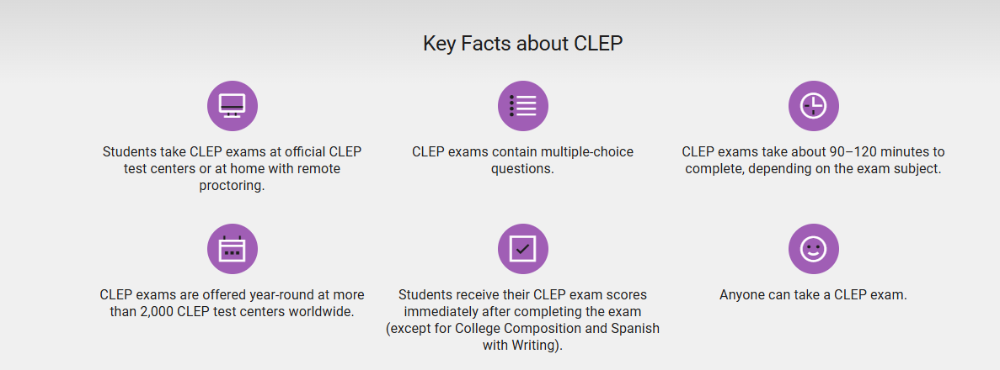 Key Facts about CLEP
Students take CLEP exams at official CLEP
test centers or at home with remote
proctoring.
CLEP exams contain multiple-choice
questions.
CLEP exams take about 90–120 minutes to
complete, depending on the exam subject.
CLEP exams are offered year-round at more
than 2,000 CLEP test centers worldwide.
Students receive their CLEP exam scores
immediately after completing the exam
(except for College Composition and Spanish
with Writing).
Anyone can take a CLEP exam.